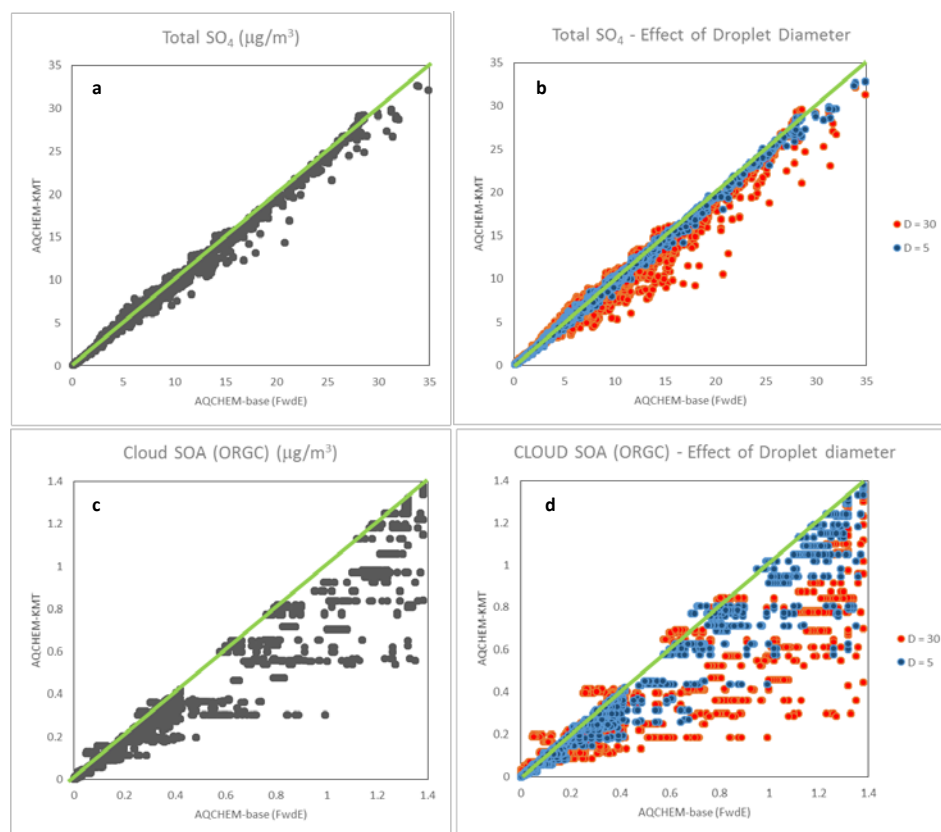 Total SO₄ (µg/m³)
a
35
30
25
20
15
10
5
0
AQCHEM-KMT
0 5 10 15 20 25 30 35
AQCHEM-base (FwdE)
Total SO₄ - Effect of Droplet Diameter
b
35
30
25
20
15
10
5
0
AQCHEM-KMT
0 5 10 15 20 25 30 35
AQCHEM-base (FwdE)
D = 30
D = 5
Cloud SOA (ORGC) (µg/m³)
c
1.4
1.2
1
0.8
0.6
0.4
0.2
0
AQCHEM-KMT
0 0.2 0.4 0.6 0.8 1 1.2 1.4
AQCHEM-base (FwdE)
CLOUD SOA (ORGC) - Effect of Droplet diameter
d
1.4
1.2
1
0.8
0.6
0.4
0.2
0
AQCHEM-KMT
0 0.2 0.4 0.6 0.8 1 1.2 1.4
AQCHEM-base (FwdE)
D = 30
D = 5